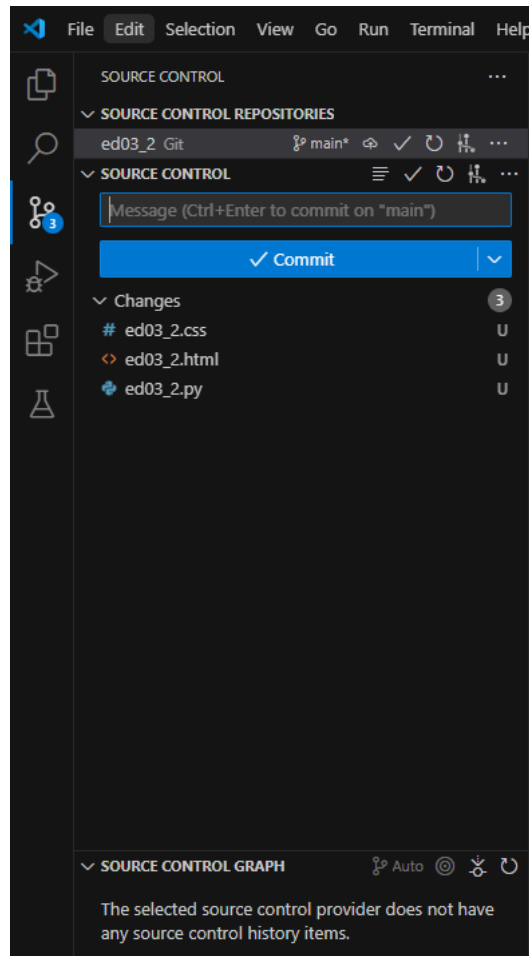 File Edit Selection View Go Run Terminal Help
SOURCE CONTROL
SOURCE CONTROL REPOSITORIES
ed03_2 Git main*
SOURCE CONTROL
Message (Ctrl+Enter to commit on "main")
Commit
Changes 3
# ed03_2.css U
<> ed03_2.html U
ed03_2.py U
3
SOURCE CONTROL GRAPH Auto
The selected source control provider does not have
any source control history items.